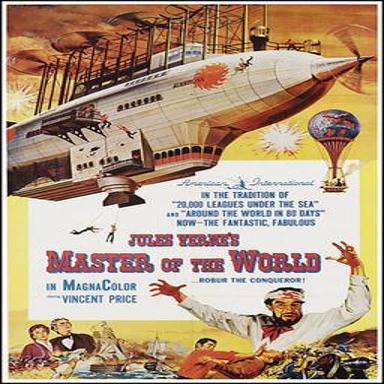 American International
IN THE TRADITION OF
"20,000 LEAGUES UNDER THE SEA"
AND "AROUND THE WORLD IN 80 DAYS"
NOW—THE FANTASTIC, FABULOUS
JULES VERNE'S
MASTER OF THE WORLD
...ROBUR THE CONQUEROR!
IN MAGNACOLOR
VINCENT PRICE